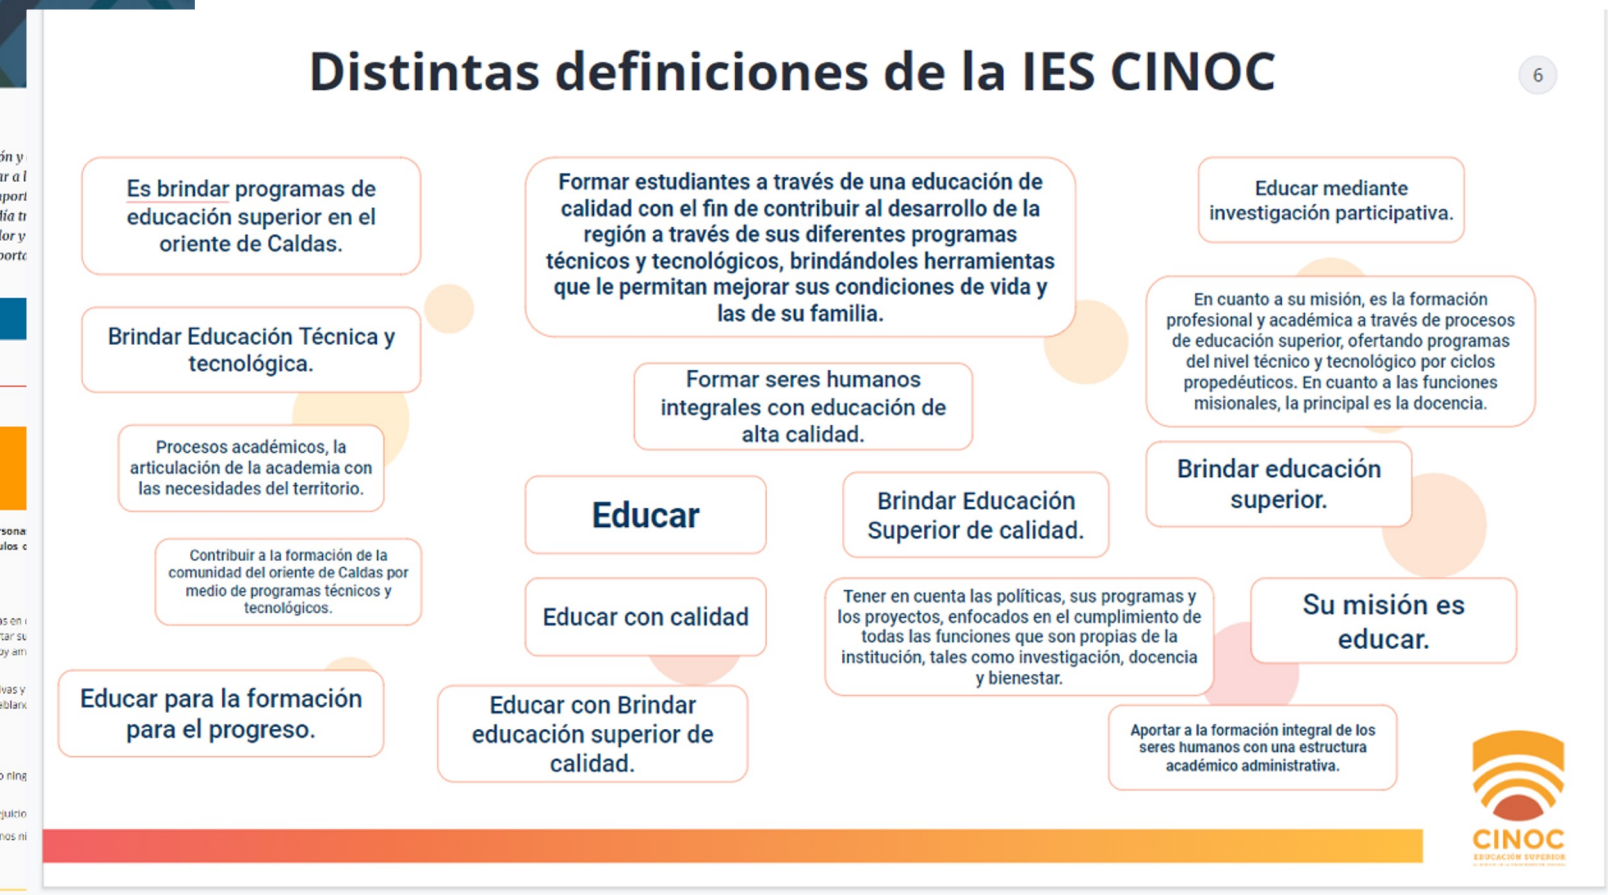 Distintas definiciones de la IES CINOC
6
Es brindar programas de
educación superior en el
oriente de Caldas.
Brindar Educación Técnica y
tecnológica.
Procesos académicos, la
articulación de la academia con
las necesidades del territorio.
Contribuir a la formación de la
comunidad del oriente de Caldas por
medio de programas técnicos y
tecnológicos.
Educar para la formación
para el progreso.
Formar estudiantes a través de una educación de
calidad con el fin de contribuir al desarrollo de la
región a través de sus diferentes programas
técnicos y tecnológicos, brindándoles herramientas
que le permitan mejorar sus condiciones de vida y
las de su familia.
Formar seres humanos
integrales con educación de
alta calidad.
Educar
Educar con calidad
Educar con Brindar
educación superior de
calidad.
Brindar Educación
Superior de calidad.
Tener en cuenta las políticas, sus programas y
los proyectos, enfocados en el cumplimiento de
todas las funciones que son propias de la
institución, tales como investigación, docencia
y bienestar.
Educar mediante
investigación participativa.
En cuanto a su misión, es la formación
profesional y académica a través de procesos
de educación superior, ofertando programas
del nivel técnico y tecnológico por ciclos
propedéuticos. En cuanto a las funciones
misionales, la principal es la docencia.
Brindar educación
superior.
Su misión es
educar.
Aportar a la formación integral de los
seres humanos con una estructura
académico administrativa.
CINOC
EDUCACIÓN SUPERIOR